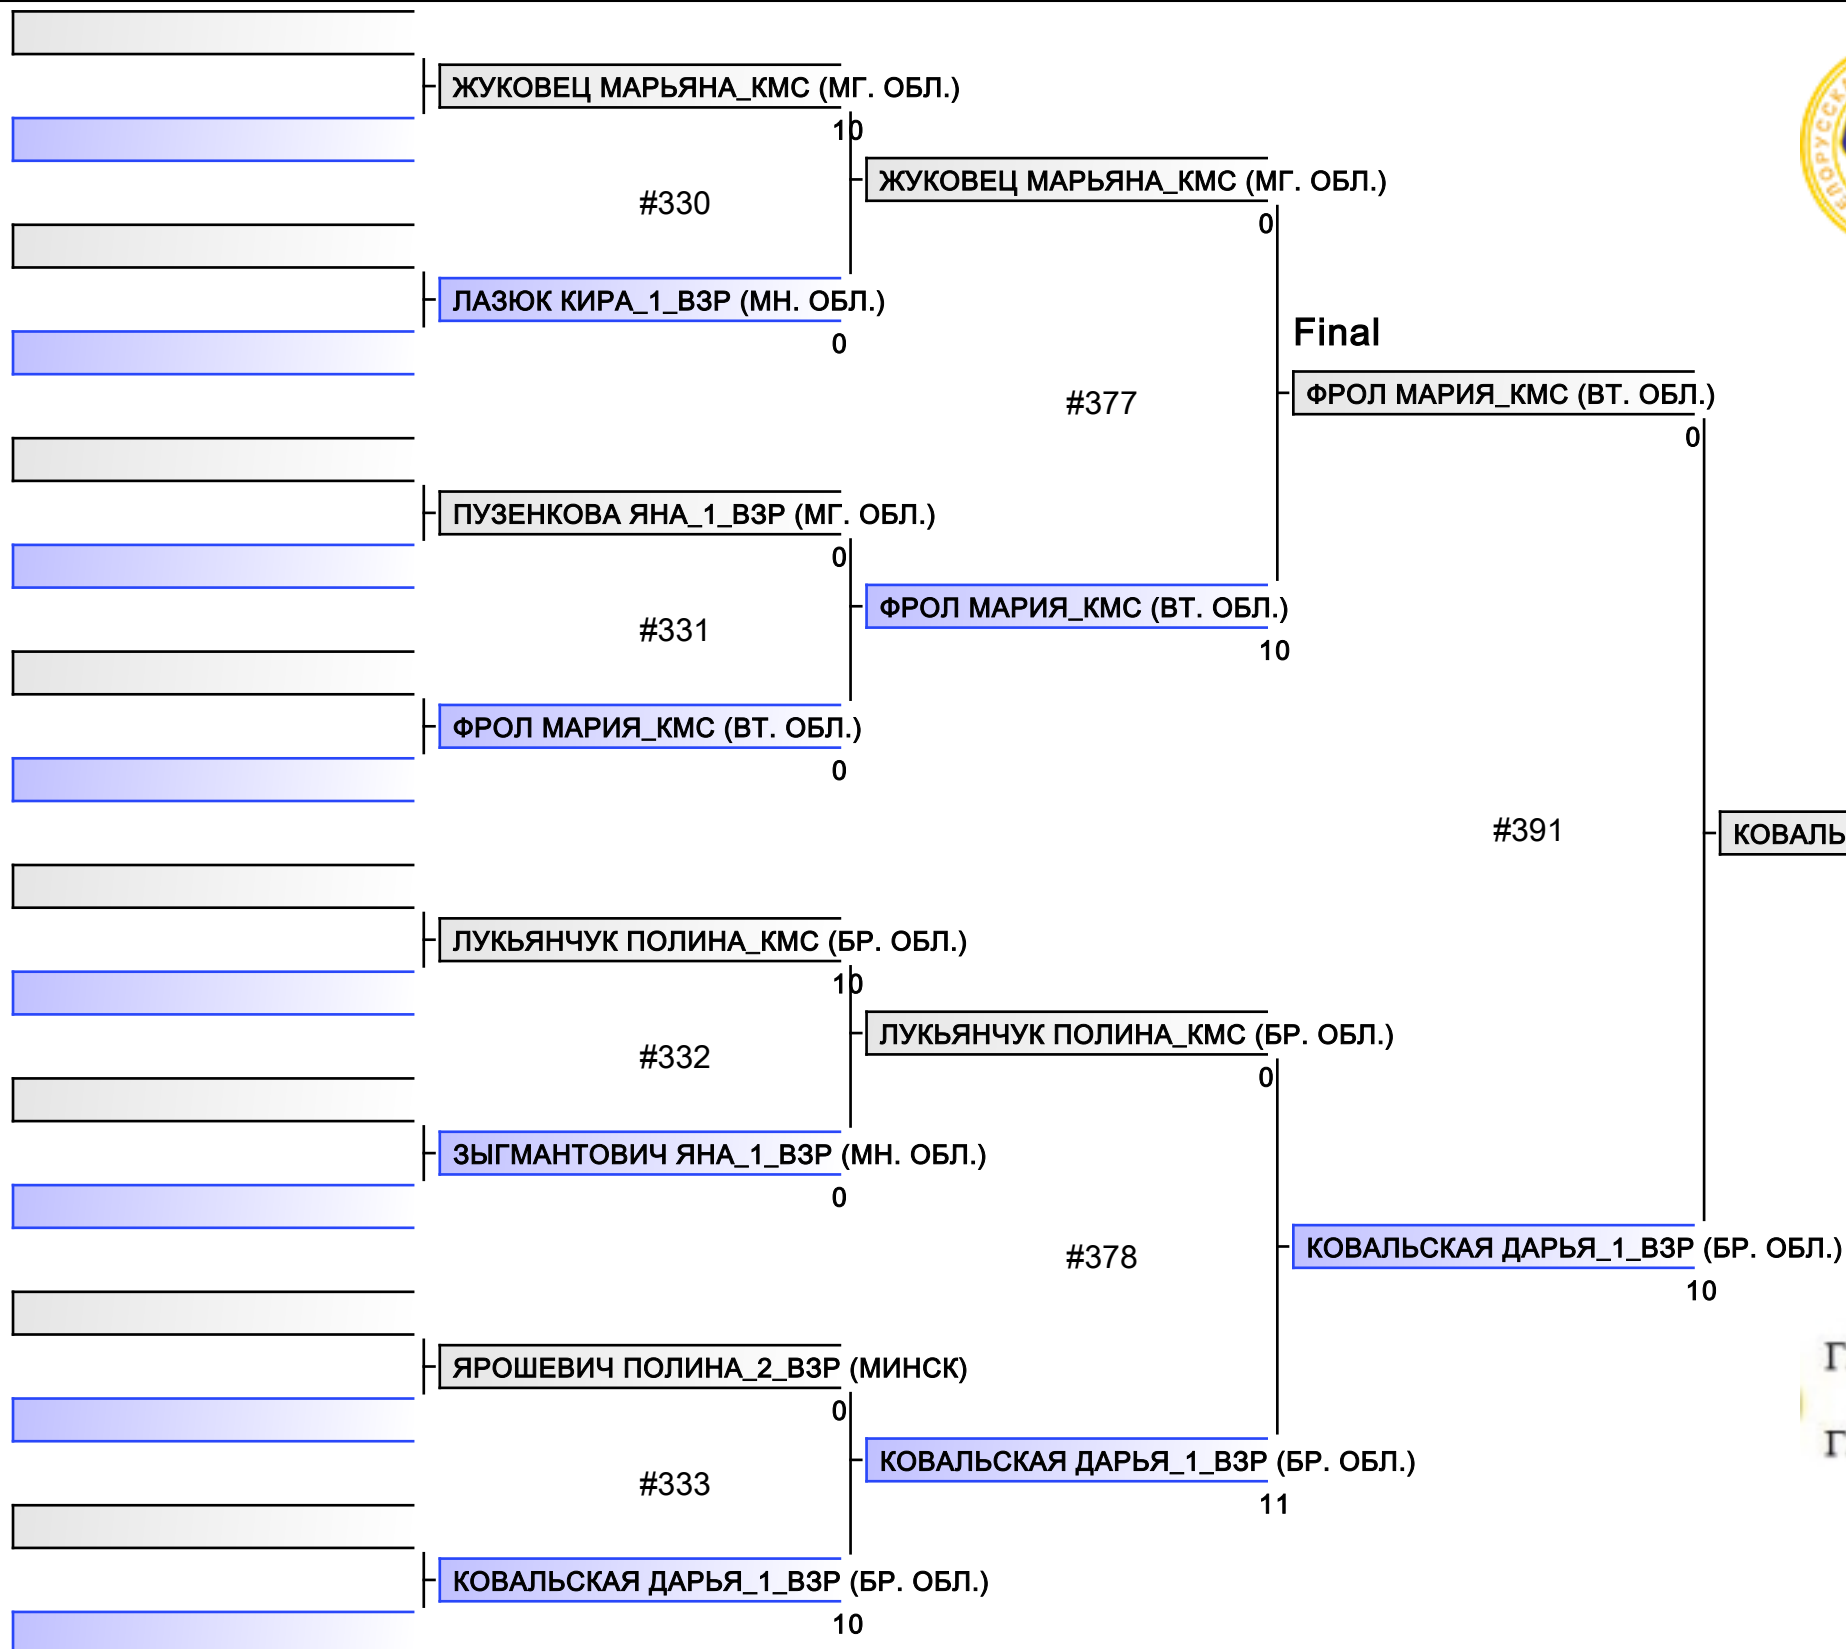 ЖУКОВЕЦ МАРЬЯНА_КМС (МГ. ОБЛ.)
10
ЖУКОВЕЦ МАРЬЯНА_КМС (МГ. ОБЛ.)
#330
0
ЛАЗЮК КИРА_1_ВЗР (МН. ОБЛ.)
Final
0
ФРОЛ МАРИЯ_КМС (ВТ. ОБЛ.)
#377
0
ПУЗЕНКОВА ЯНА_1_ВЗР (МГ. ОБЛ.)
0
ФРОЛ МАРИЯ_КМС (ВТ. ОБЛ.)
#331
10
ФРОЛ МАРИЯ_КМС (ВТ. ОБЛ.)
0
#391
КОВАЛЬ
ЛУКЬЯНЧУК ПОЛИНА_КМС (БР. ОБЛ.)
10
ЛУКЬЯНЧУК ПОЛИНА_КМС (БР. ОБЛ.)
#332
0
ЗЫГМАНТОВИЧ ЯНА_1_ВЗР (МН. ОБЛ.)
0
КОВАЛЬСКАЯ ДАРЬЯ_1_ВЗР (БР. ОБЛ.)
#378
10
ЯРОШЕВИЧ ПОЛИНА_2_ВЗР (МИНСК)
0
КОВАЛЬСКАЯ ДАРЬЯ_1_ВЗР (БР. ОБЛ.)
#333
11
КОВАЛЬСКАЯ ДАРЬЯ_1_ВЗР (БР. ОБЛ.)
10